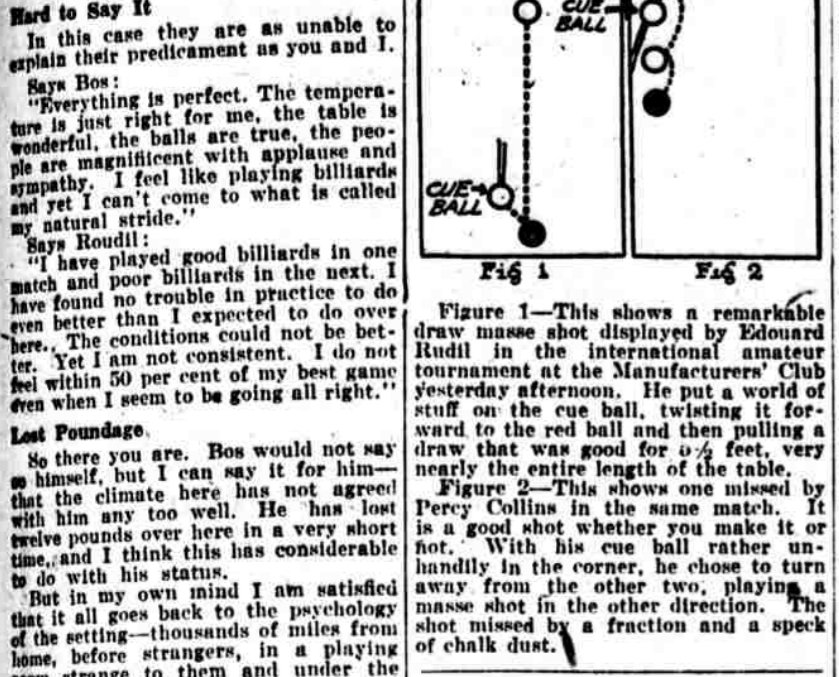 Hard to Say It
In this case they are as unable to
explain their predicament as you and I.
Says Bos:
"Everything is perfect. The tempera-
ture is just right for me, the table is
wonderful, the balls are true, the peo-
ple are magnificent with applause and
sympathy. I feel like playing billiards
and yet I can't come to what is called
my natural stride."
Says Roudil:
"I have played good billiards in one
match and poor billiards in the next. I
have found no trouble in practice to do
even better than I expected to do over
here. The conditions could not be bet-
ter. Yet I am not consistent. I do not
feel within 50 per cent of my best game
even when I seem to be going all right."
Lost Poundage
So there you are. Bos would not say
so himself, but I can say it for him—
that the climate here has not agreed
with him any too well. He has lost
twelve pounds over here in a very short
time, and I think this has considerable
to do with his status.
But in my own mind I am satisfied
that it all goes back to the psychology
of the setting—thousands of miles from
home, before strangers, in a playing
strange to them and under the
CUE
BALL
Fig 1
CUE
BALL
Fig 2
Figure 1—This shows a remarkable
draw masse shot displayed by Edouard
Rudil in the international amateur
tournament at the Manufacturers' Club
yesterday afternoon. He put a world of
stuff on the cue ball, twisting it for-
ward to the red ball and then pulling a
draw that was good for ½ feet, very
nearly the entire length of the table.
Figure 2—This shows one missed by
Percy Collins in the same match. It
is a good shot whether you make it or
not. With his cue ball rather un-
handily in the corner, he chose to turn
away from the other two, playing a
masse shot in the other direction. The
shot missed by a fraction and a speck
of chalk dust.